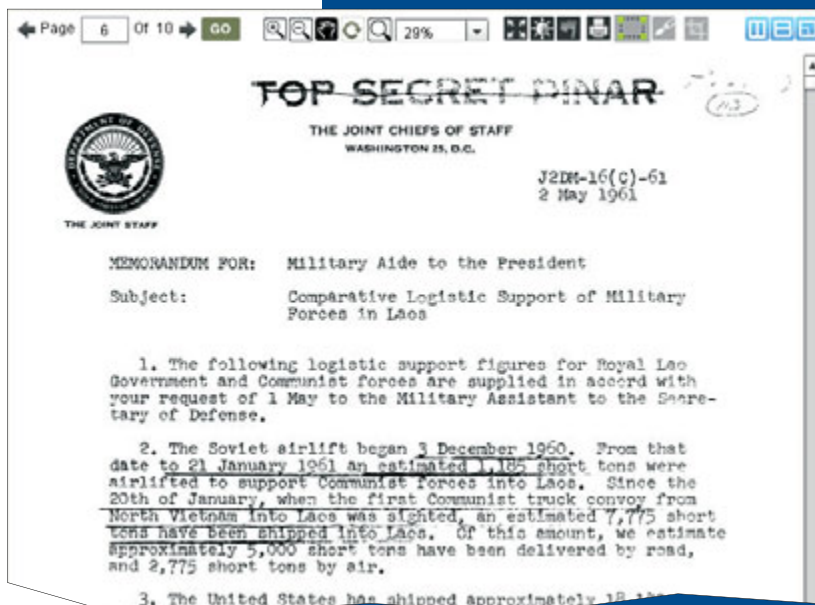 Page 6 Of 10 GO 29%
TOP SECRET DINAR
THE JOINT CHIEFS OF STAFF
WASHINGTON 25, D.C.
J2DM-16(C)-61
2 May 1961
THE JOINT STAFF
MEMORANDUM FOR: Military Aide to the President
Subject: Comparative Logistic Support of Military
Forces in Laos
1. The following logistic support figures for Royal Lao
Government and Communist forces are supplied in accord with
your request of 1 May to the Military Assistant to the Secre-
tary of Defense.
2. The Soviet airlift began 3 December 1960. From that
date to 21 January 1961 an estimated 1,185 short tons were
airlifted to support Communist forces into Laos. Since the
20th of January, when the first Communist truck convoy from
North Vietnam into Laos was sighted, an estimated 7,775 short
tons have been shipped into Laos. Of this amount, we estimate
approximately 5,000 short tons have been delivered by road,
and 2,775 short tons by air.
3. The United States has shipped approximately